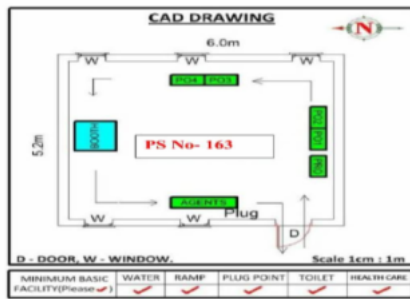 CAD DRAWING
6.0m
N
W W W
PO4 PO3
5.2m
BOOTH
PS No- 163
PO2
PO1
AGENTS
Plug
W W
D
D - DOOR, W - WINDOW.
Scale 1cm : 1m
MINIMUM BASIC FACILITY(Please ✓)
WATER
RAMP
PLUG POINT
TOILET
HEALTH CARE
✓ ✓ ✓ ✓ ✓